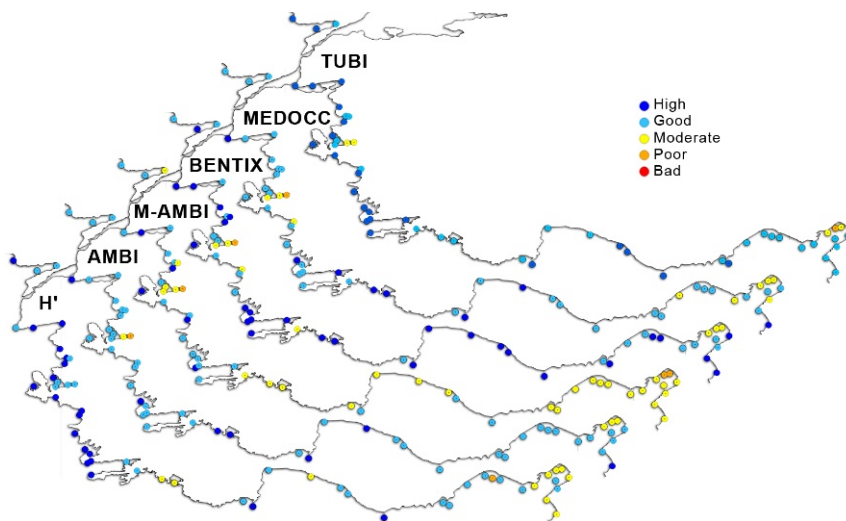 TUBI
MEDOCC
BENTIX
M-AMBI
AMBI
H'
High
Good
Moderate
Poor
Bad